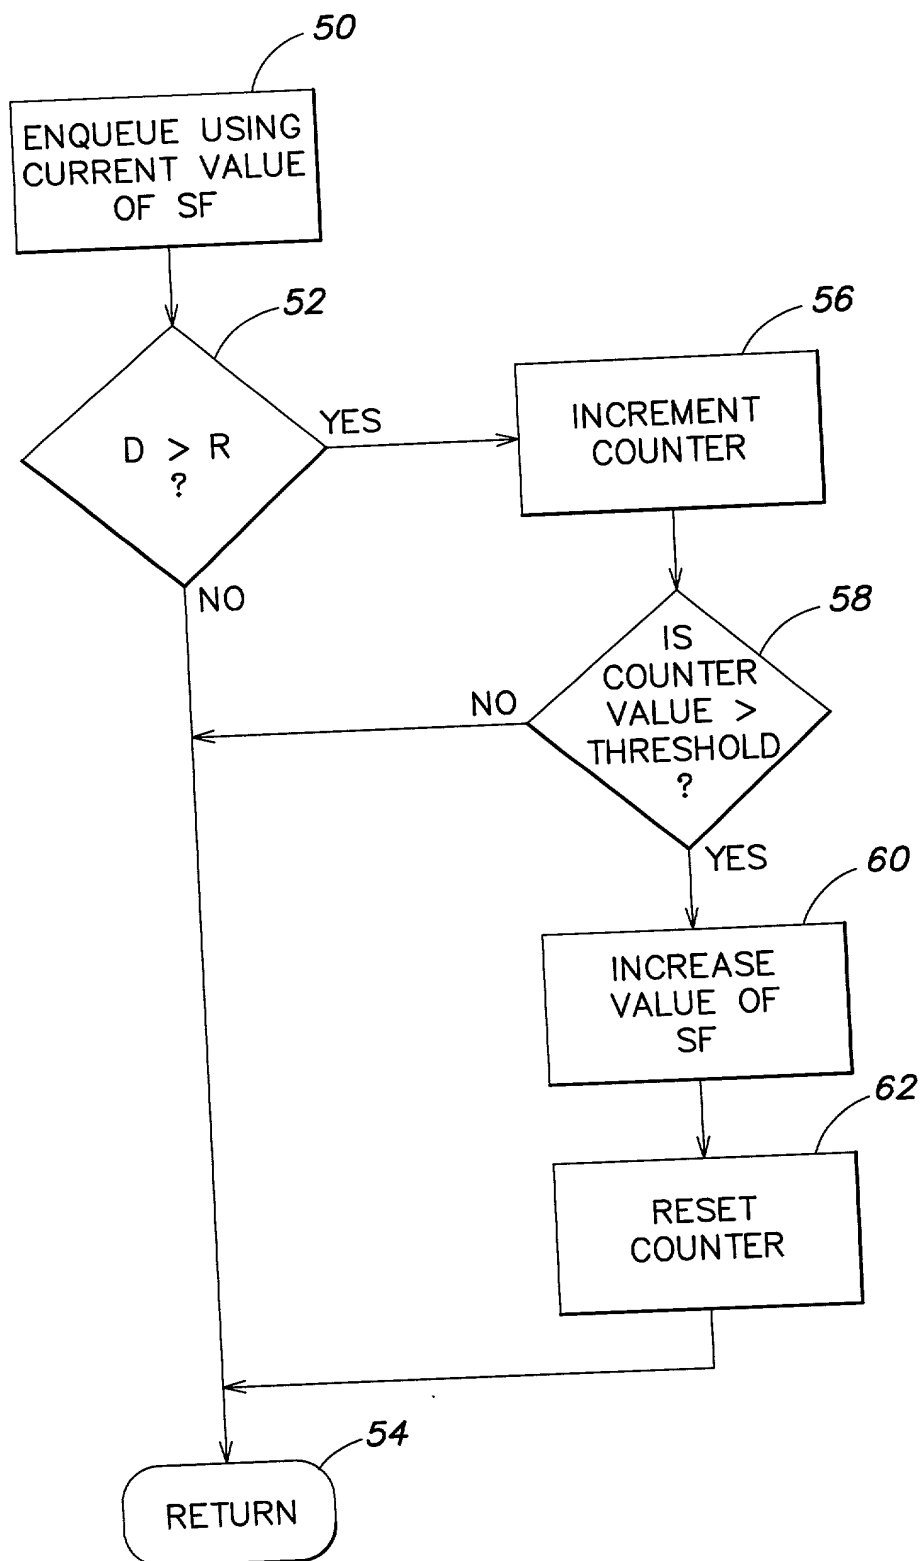 50
ENQUEUE USING
CURRENT VALUE
OF SF
52
D > R
?
YES
NO
56
INCREMENT
COUNTER
58
IS
COUNTER
VALUE >
THRESHOLD
?
NO
YES
60
INCREASE
VALUE OF
SF
62
RESET
COUNTER
54
RETURN